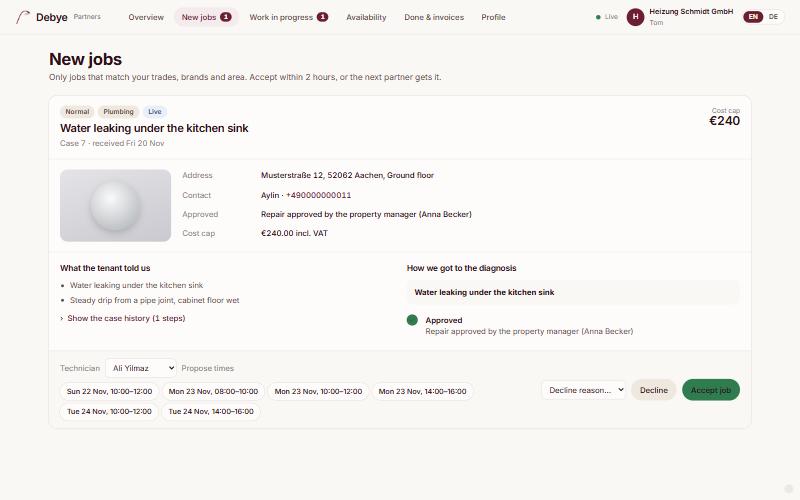 Debye Partners Overview New jobs 1 Work in progress 1 Availability Done & invoices Profile Live H Heizung Schmidt GmbH EN DE
Tom
New jobs
Only jobs that match your trades, brands and area. Accept within 2 hours, or the next partner gets it.
Normal Plumbing Live
Cost cap
€240
Water leaking under the kitchen sink
Case 7 · received Fri 20 Nov
Address Musterstraße 12, 52062 Aachen, Ground floor
Contact Aylin · +490000000011
Approved Repair approved by the property manager (Anna Becker)
Cost cap €240.00 incl. VAT
What the tenant told us
• Water leaking under the kitchen sink
• Steady drip from a pipe joint, cabinet floor wet
› Show the case history (1 steps)
How we got to the diagnosis
Water leaking under the kitchen sink
Approved
Repair approved by the property manager (Anna Becker)
Technician Ali Yilmaz Propose times
Sun 22 Nov, 10:00–12:00 Mon 23 Nov, 08:00–10:00 Mon 23 Nov, 10:00–12:00 Mon 23 Nov, 14:00–16:00
Tue 24 Nov, 10:00–12:00 Tue 24 Nov, 14:00–16:00
Decline reason... Decline Accept job